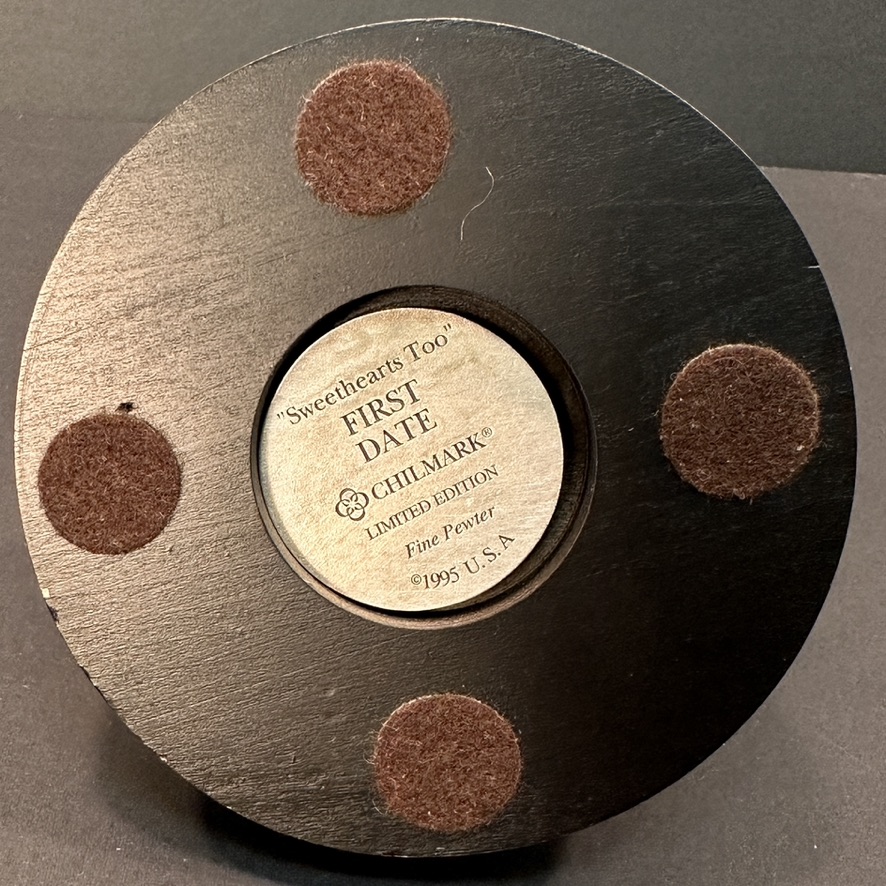 "Sweethearts Too"
FIRST
DATE
CHILMARK®
LIMITED EDITION
Fine Pewter
©1995 U.S.A